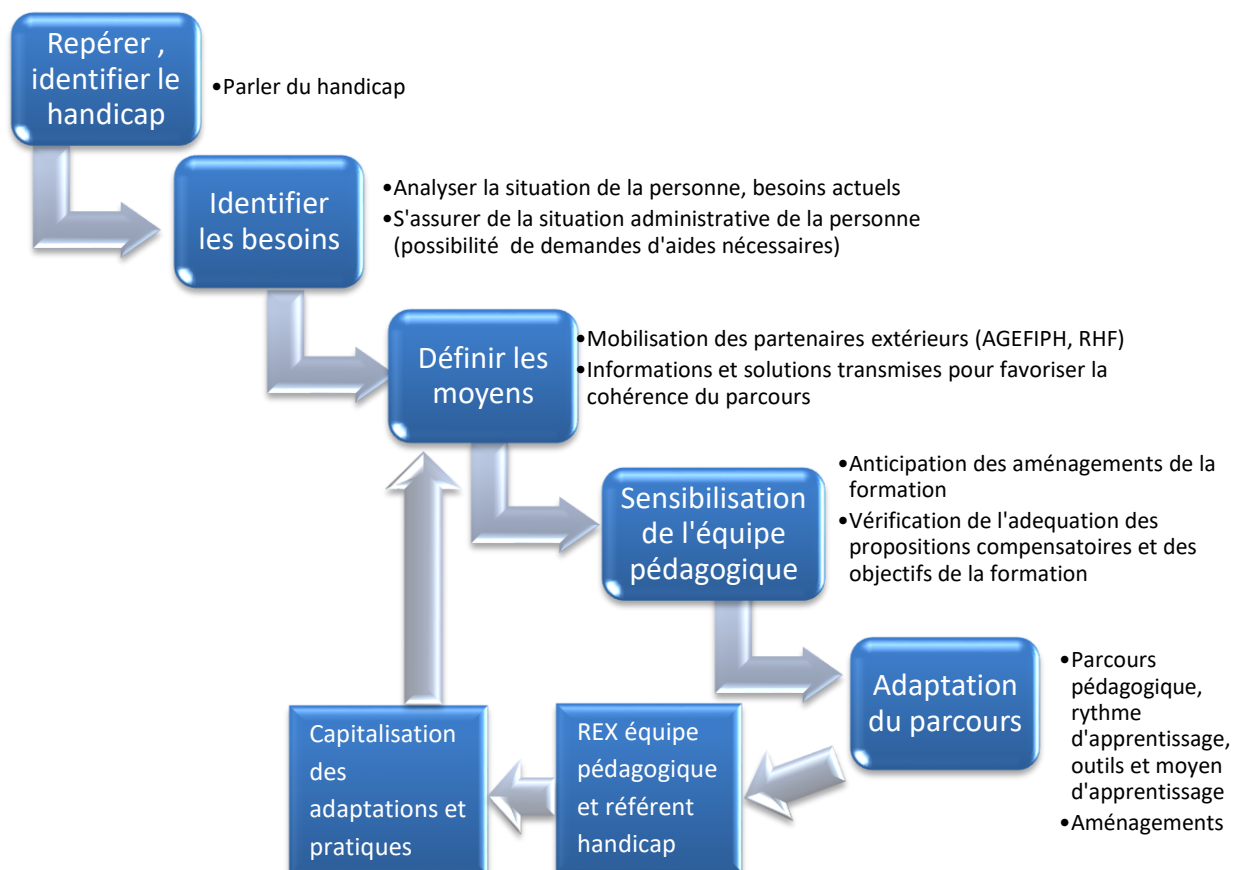 Repérer ,
identifier le
handicap
•Parler du handicap
Identifier
les besoins
•Analyser la situation de la personne, besoins actuels
•S'assurer de la situation administrative de la personne
(possibilité de demandes d'aides nécessaires)
Définir les
moyens
•Mobilisation des partenaires extérieurs (AGEFIPH, RHF)
•Informations et solutions transmises pour favoriser la
cohérence du parcours
Sensibilisation
de l'équipe
pédagogique
•Anticipation des aménagements de la
formation
•Vérification de l'adequation des
propositions compensatoires et des
objectifs de la formation
Adaptation
du parcours
•Parcours
pédagogique,
rythme
d'apprentissage,
outils et moyen
d'apprentissage
•Aménagements
REX équipe
pédagogique
et référent
handicap
Capitalisation
des
adaptations et
pratiques